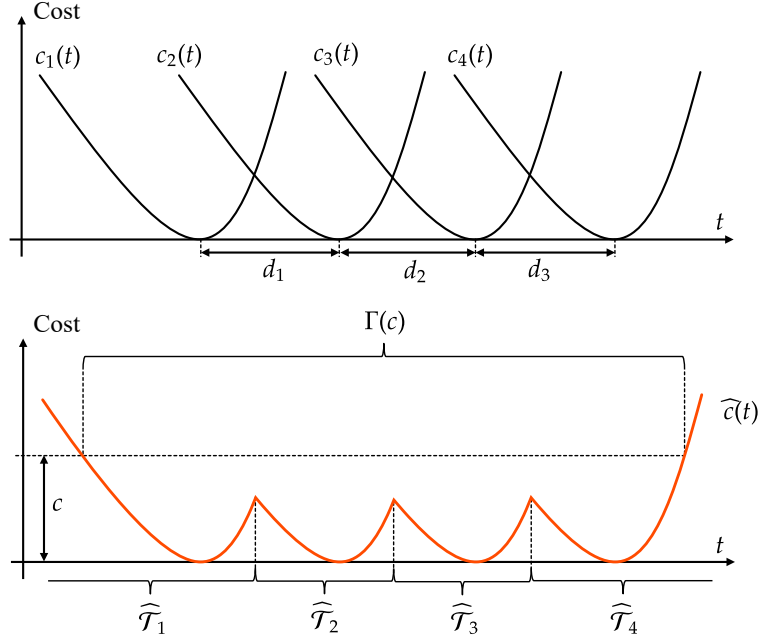 Cost
c₁(t) c₂(t) c₃(t) c₄(t)
t
d₁ d₂ d₃
Cost
Γ(c)
ĉ(t)
c
t
𝒯̂₁ 𝒯̂₂ 𝒯̂₃ 𝒯̂₄